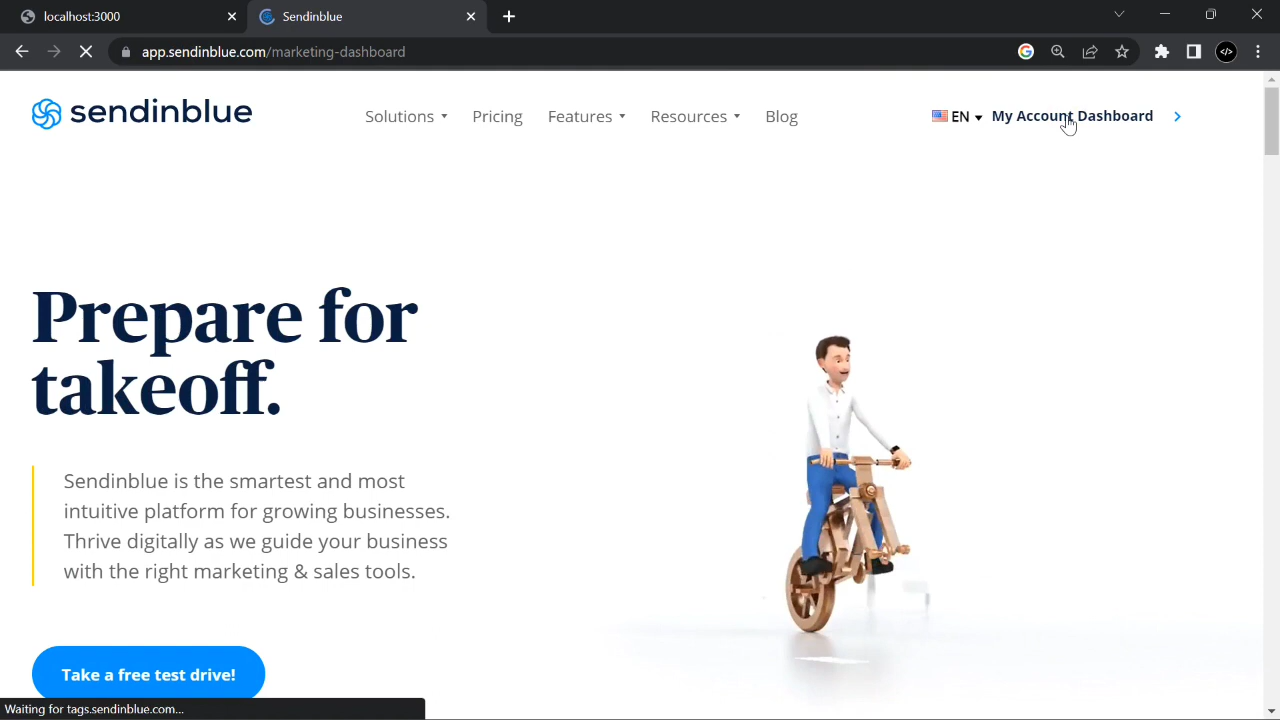 localhost:3000
Sendinblue
app.sendinblue.com/marketing-dashboard
sendinblue
Solutions
Pricing
Features
Resources
Blog
EN
My Account Dashboard
Prepare for
takeoff.
Sendinblue is the smartest and most
intuitive platform for growing businesses.
Thrive digitally as we guide your business
with the right marketing & sales tools.
Take a free test drive!
Waiting for tags.sendinblue.com...